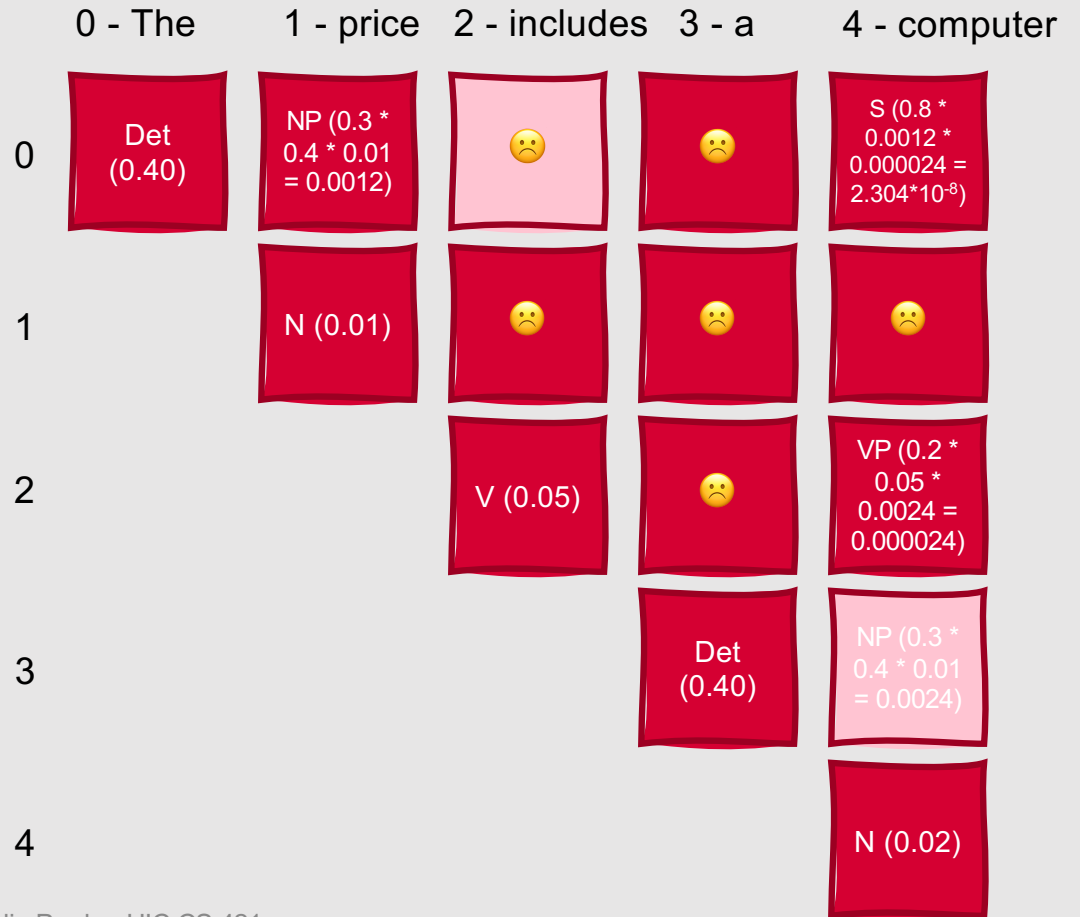 0 - The 1 - price 2 - includes 3 - a 4 - computer
0
Det
(0.40)
NP (0.3 *
0.4 * 0.01
= 0.0012)
S (0.8 *
0.0012 *
0.000024 =
2.304*10⁻⁸)
1
N (0.01)
2
V (0.05)
VP (0.2 *
0.05 *
0.0024 =
0.000024)
3
Det
(0.40)
NP (0.3 *
0.4 * 0.01
= 0.0024)
4
N (0.02)